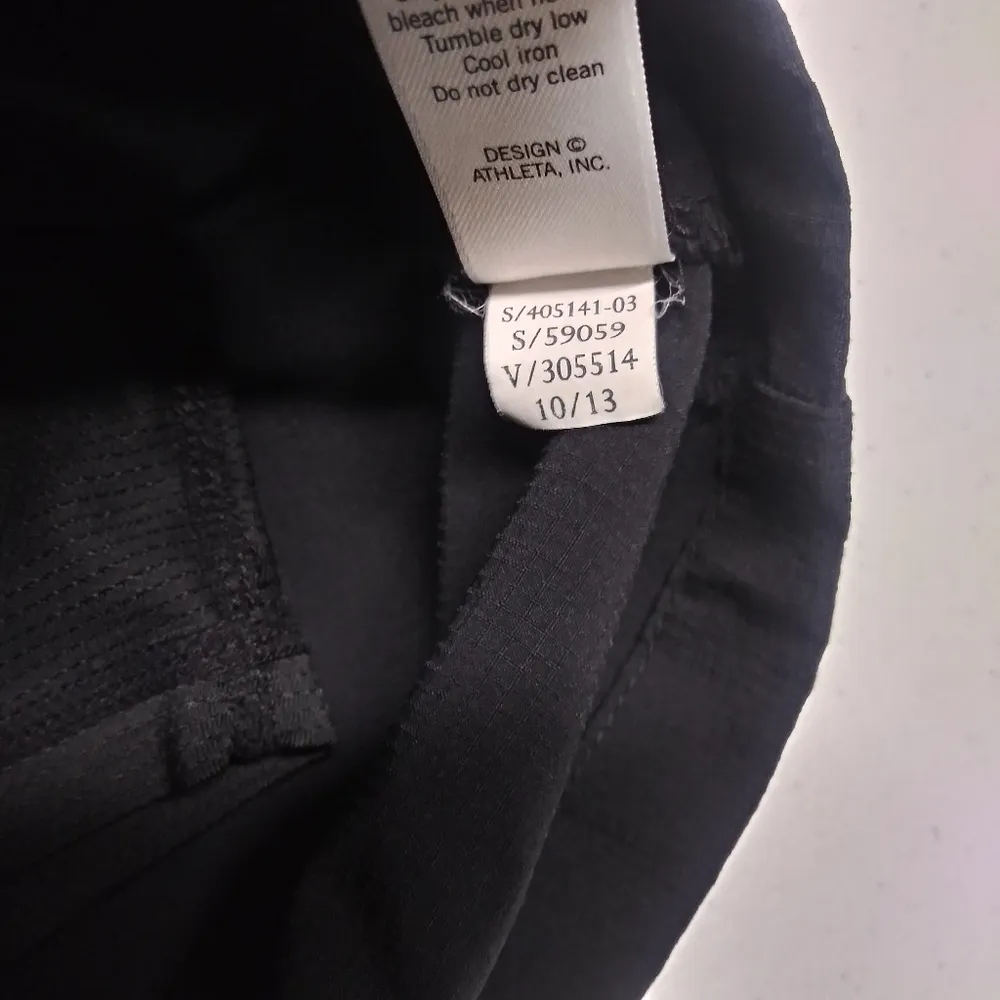 bleach when
Tumble dry low
Cool iron
Do not dry clean
DESIGN ©
ATHLETA, INC.
S/405141-03
S/59059
V/305514
10/13